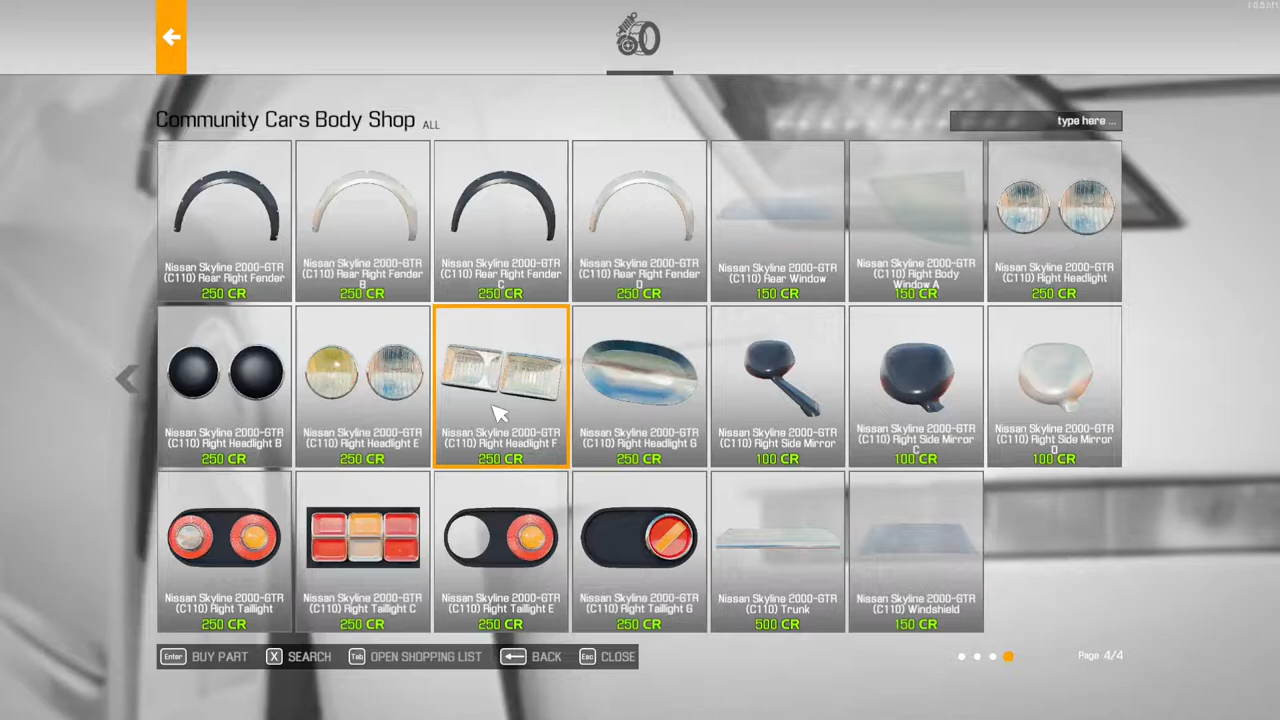 Community Cars Body Shop ALL
type here ...
Nissan Skyline 2000-GTR
(C110) Rear Right Fender
250 CR
Nissan Skyline 2000-GTR
(C110) Rear Right Fender
B
250 CR
Nissan Skyline 2000-GTR
(C110) Rear Right Fender
C
250 CR
Nissan Skyline 2000-GTR
(C110) Rear Right Fender
D
250 CR
Nissan Skyline 2000-GTR
(C110) Rear Window
150 CR
Nissan Skyline 2000-GTR
(C110) Right Body
Window A
150 CR
Nissan Skyline 2000-GTR
(C110) Right Headlight
250 CR
Nissan Skyline 2000-GTR
(C110) Right Headlight B
250 CR
Nissan Skyline 2000-GTR
(C110) Right Headlight E
250 CR
Nissan Skyline 2000-GTR
(C110) Right Headlight F
250 CR
Nissan Skyline 2000-GTR
(C110) Right Headlight G
250 CR
Nissan Skyline 2000-GTR
(C110) Right Side Mirror
100 CR
Nissan Skyline 2000-GTR
(C110) Right Side Mirror
C
100 CR
Nissan Skyline 2000-GTR
(C110) Right Side Mirror
D
100 CR
Nissan Skyline 2000-GTR
(C110) Right Taillight
250 CR
Nissan Skyline 2000-GTR
(C110) Right Taillight C
250 CR
Nissan Skyline 2000-GTR
(C110) Right Taillight E
250 CR
Nissan Skyline 2000-GTR
(C110) Right Taillight G
250 CR
Nissan Skyline 2000-GTR
(C110) Trunk
500 CR
Nissan Skyline 2000-GTR
(C110) Windshield
150 CR
Enter BUY PART X SEARCH Tab OPEN SHOPPING LIST BACK Esc CLOSE
Page 4/4